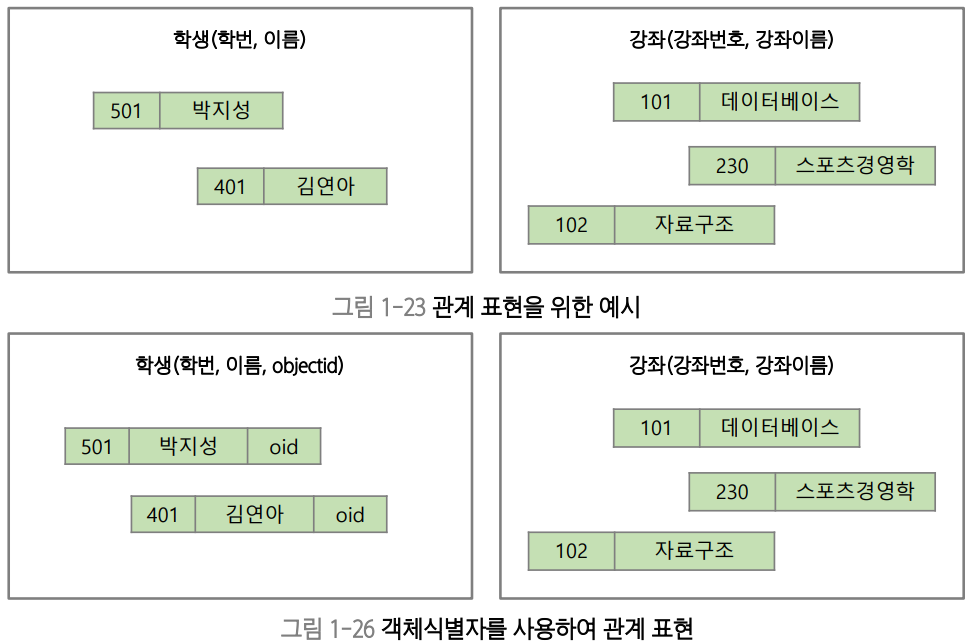 학생(학번, 이름)
501 박지성
401 김연아
강좌(강좌번호, 강좌이름)
101 데이터베이스
230 스포츠경영학
102 자료구조
그림 1-23 관계 표현을 위한 예시
학생(학번, 이름, objectid)
501 박지성 oid
401 김연아 oid
강좌(강좌번호, 강좌이름)
101 데이터베이스
230 스포츠경영학
102 자료구조
그림 1-26 객체식별자를 사용하여 관계 표현